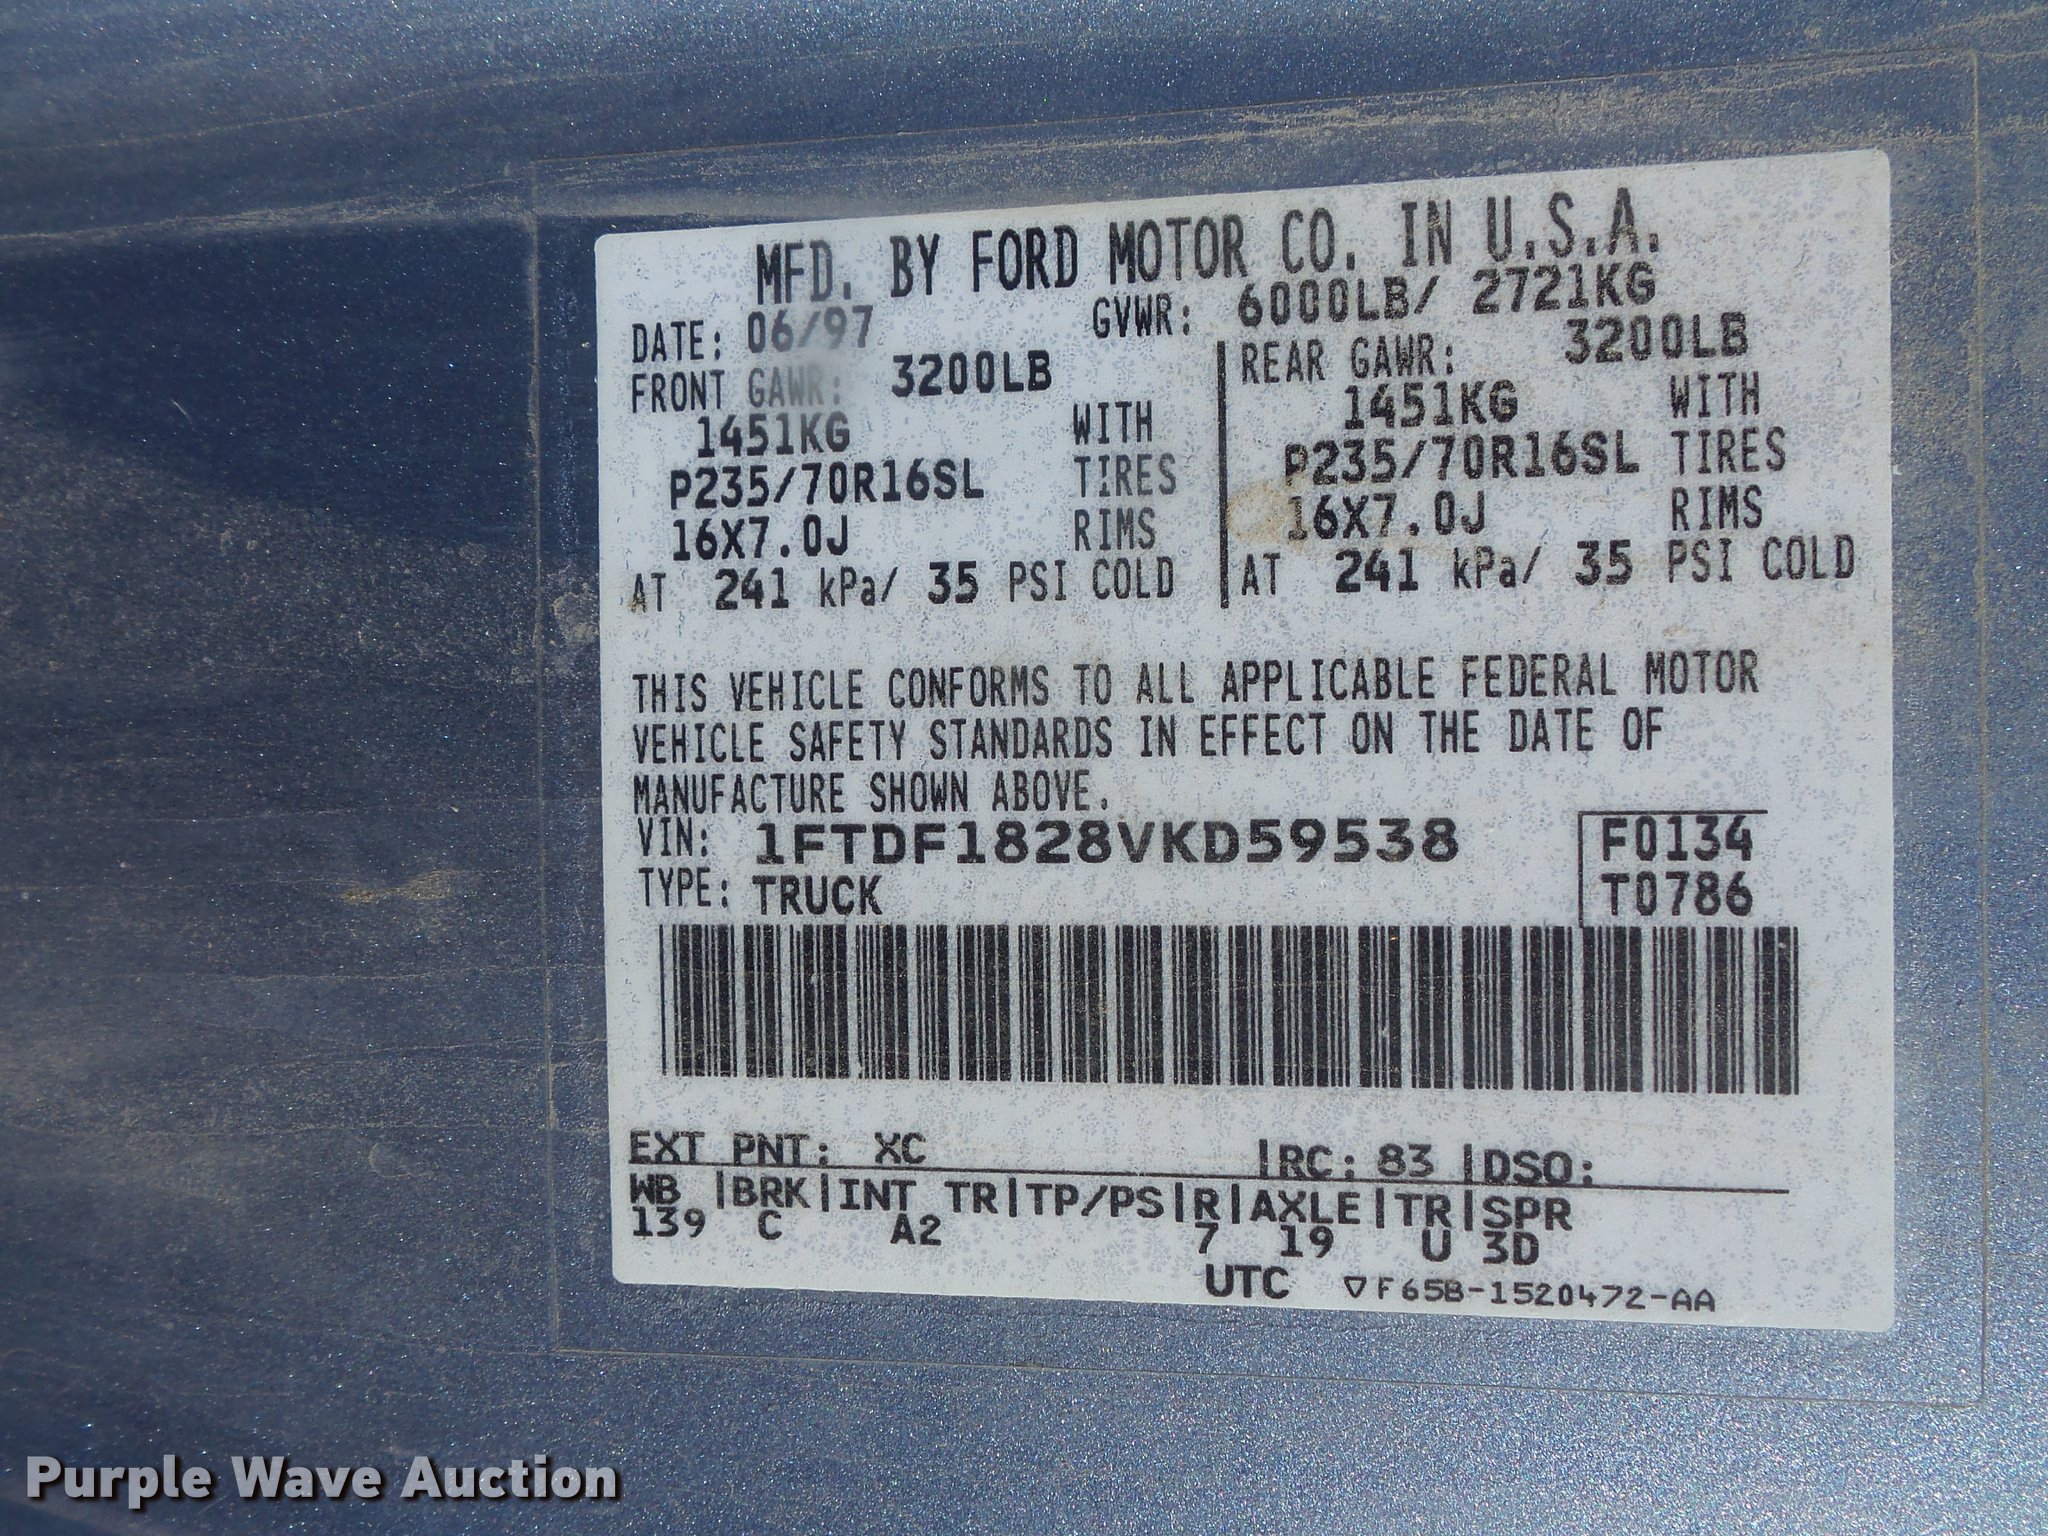 MFD. BY FORD MOTOR CO. IN U.S.A.
DATE: 06/97 GVWR: 6000LB/ 2721KG
FRONT GAWR: 3200LB REAR GAWR: 3200LB
1451KG WITH 1451KG WITH
P235/70R16SL TIRES P235/70R16SL TIRES
16X7.0J RIMS 16X7.0J RIMS
AT 241 kPa/ 35 PSI COLD AT 241 kPa/ 35 PSI COLD
THIS VEHICLE CONFORMS TO ALL APPLICABLE FEDERAL MOTOR
VEHICLE SAFETY STANDARDS IN EFFECT ON THE DATE OF
MANUFACTURE SHOWN ABOVE.
VIN: 1FTDF1828VKD59538 F0134
TYPE: TRUCK T0786
EXT PNT: XC |RC: 83 |DSO:
WB |BRK|INT TR|TP/PS|R|AXLE|TR|SPR
139 C A2 7 19 U 3D
UTC ▽F65B-1520472-AA
Purple Wave Auction